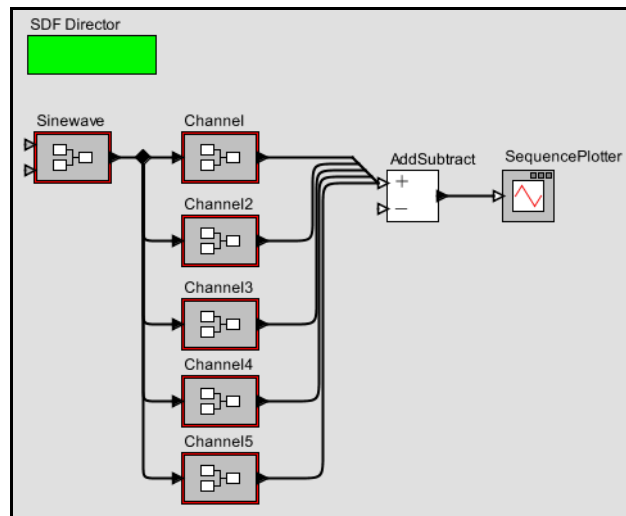 SDF Director
Sinewave
Channel
AddSubtract
SequencePlotter
+
−
Channel2
Channel3
Channel4
Channel5